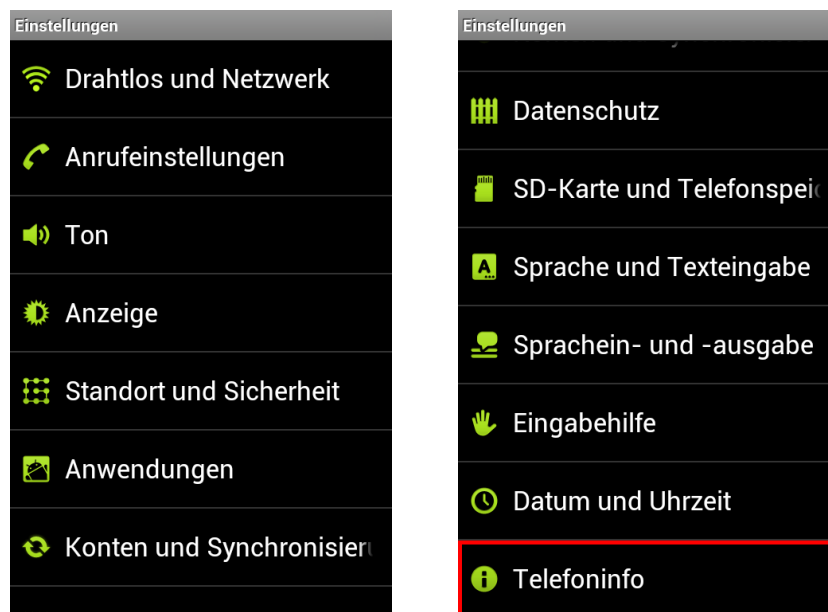 Einstellungen
Drahtlos und Netzwerk
Anrufeinstellungen
Ton
Anzeige
Standort und Sicherheit
Anwendungen
Konten und Synchronisieru
Einstellungen
Datenschutz
SD-Karte und Telefonspeic
Sprache und Texteingabe
Sprachein- und -ausgabe
Eingabehilfe
Datum und Uhrzeit
Telefoninfo